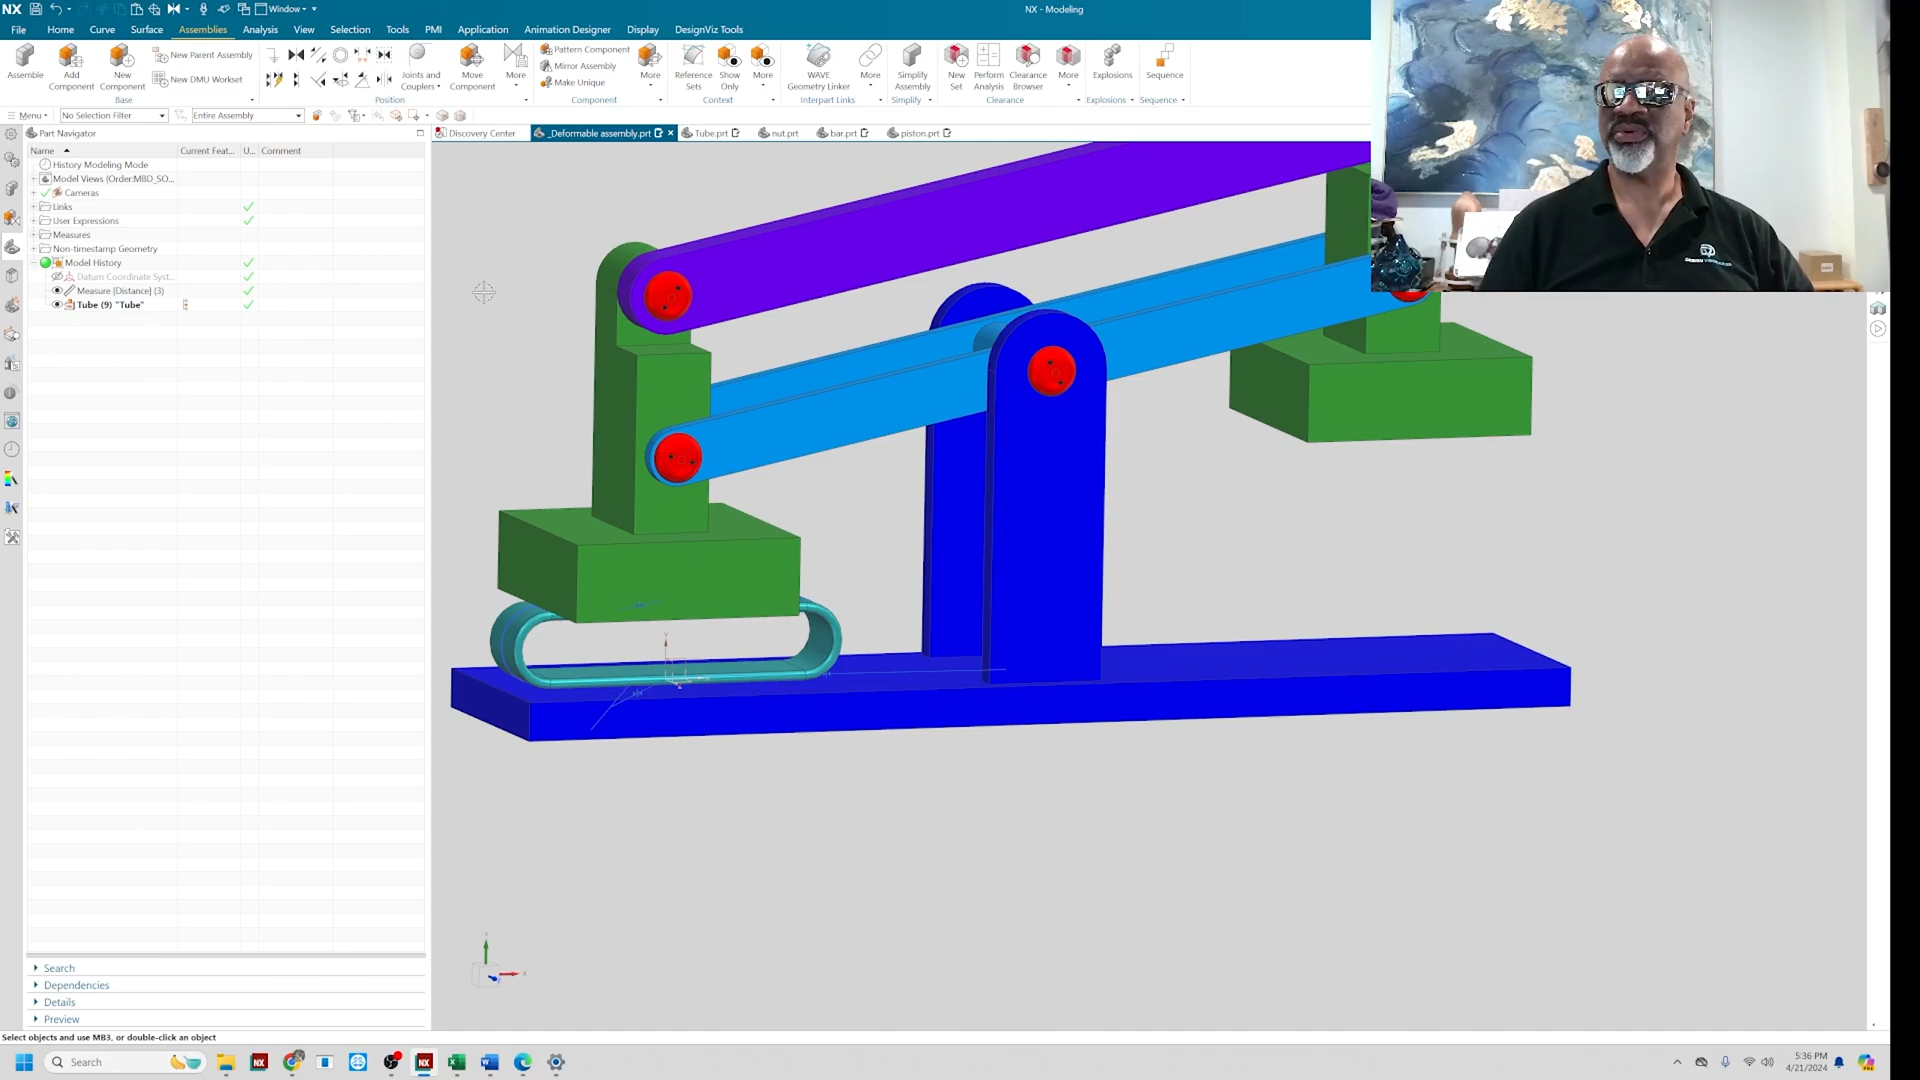 NX
Window
NX - Modeling
File Home Curve Surface Assemblies Analysis View Selection Tools PMI Application Animation Designer Display DesignViz Tools
Assemble
Add Component
New Component
New Parent Assembly
New DMU Workset
Base
Joints and Couplers
Move Component
More
Position
Pattern Component
Mirror Assembly
Make Unique
More
Component
Reference Sets
Show Only
More
Context
WAVE Geometry Linker
More
Interpart Links
Simplify Assembly
Simplify
New Set
Perform Analysis
Clearance Browser
More
Clearance
Explosions
Explosions
Sequence
Sequence
Menu
No Selection Filter
Entire Assembly
Part Navigator
Discovery Center
_Deformable assembly.prt
Tube.prt
nut.prt
bar.prt
piston.prt
Name Current Feat... U... Comment
History Modeling Mode
Model Views (Order:MBD_SO...
Cameras
Links
User Expressions
Measures
Non-timestamp Geometry
Model History
Datum Coordinate Syst...
Measure [Distance] (3)
Tube (9) "Tube"
Search
Dependencies
Details
Preview
Select objects and use MB3, or double-click an object
Search
5:36 PM
4/21/2024